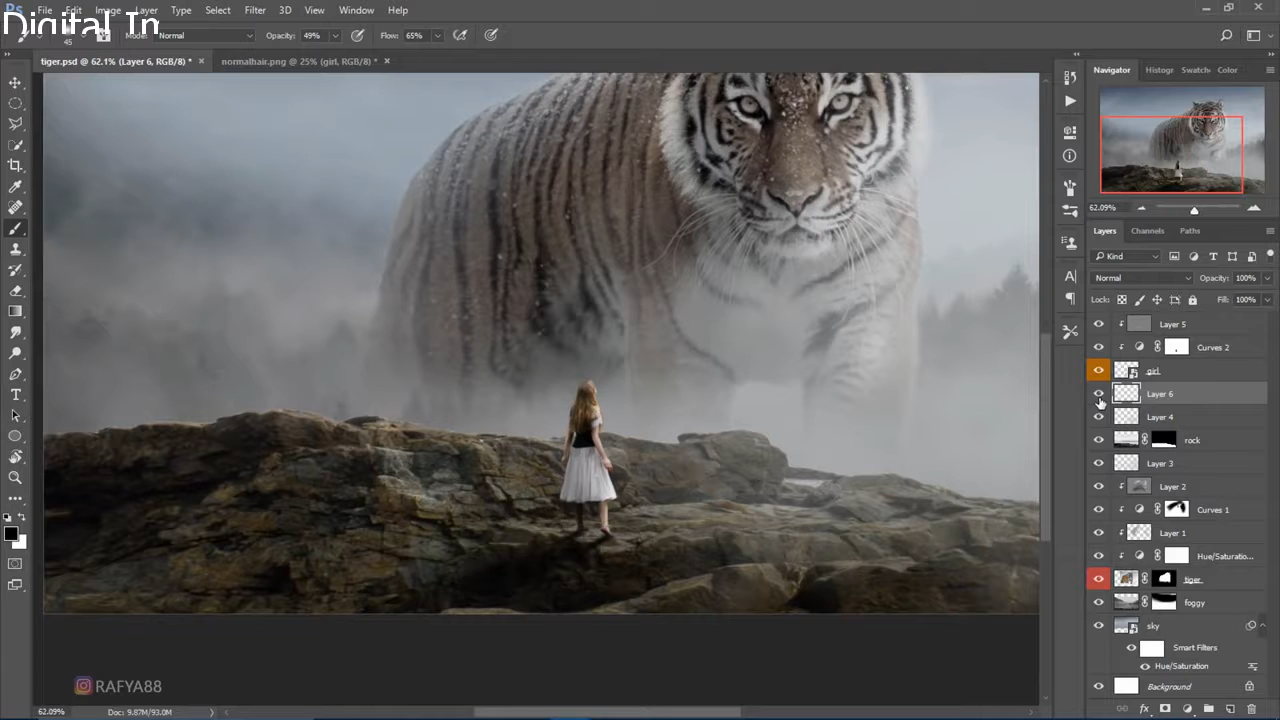 Ps File Edit Image Layer Type Select Filter 3D View Window Help
Digital Im
45 Mode: Normal Opacity: 49% Flow: 65%
tiger.psd @ 62.1% (Layer 6, RGB/8) * × normalhair.png @ 25% (girl, RGB/8) * ×
Navigator Histogr Swatch Color
62.09%
Layers Channels Paths
Kind
Normal Opacity: 100%
Lock: Fill: 100%
Layer 5
Curves 2
girl
Layer 6
Layer 4
rock
Layer 3
Layer 2
Curves 1
Layer 1
Hue/Saturatio...
tiger
foggy
sky
Smart Filters
Hue/Saturation
Background
RAFYA88
62.09% Doc: 9.87M/93.0M